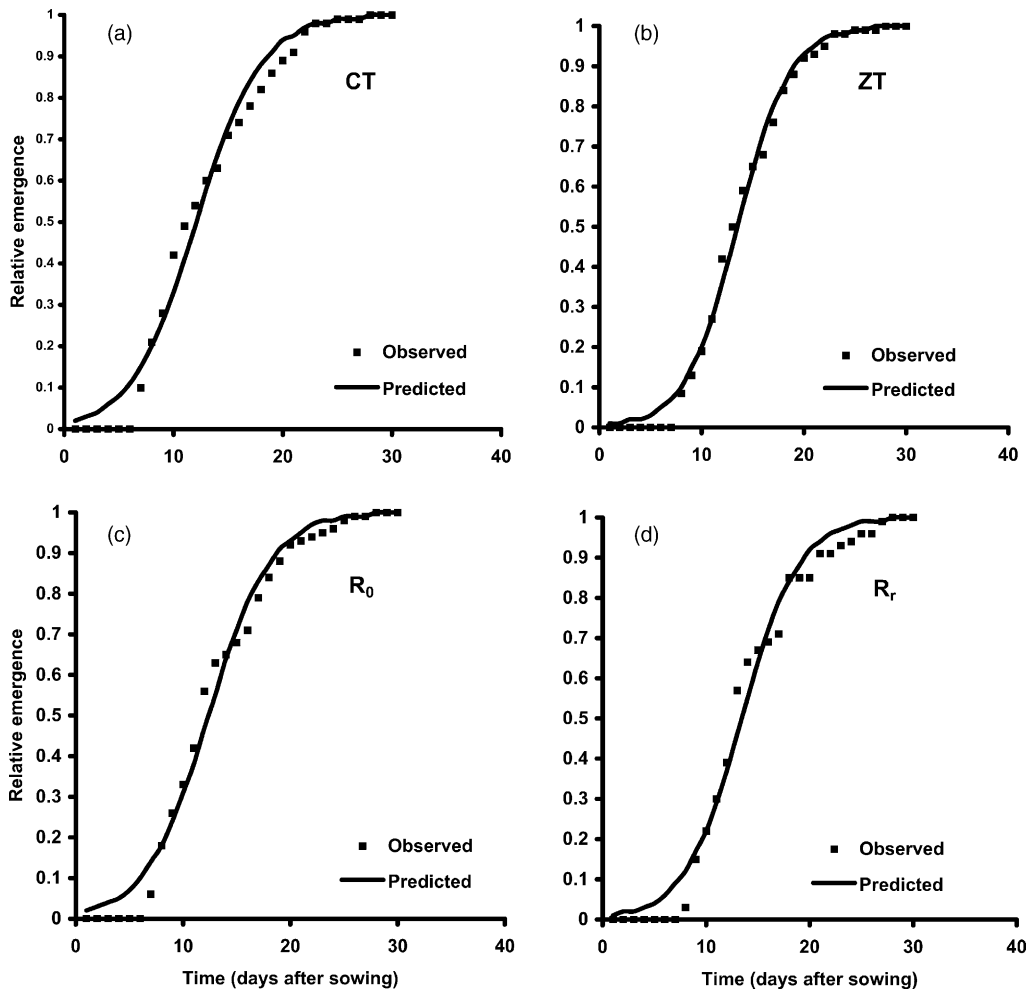 (a)
CT
Relative emergence
1
0.9
0.8
0.7
0.6
0.5
0.4
0.3
0.2
0.1
0
Observed
Predicted
0 10 20 30 40
(b)
ZT
1
0.9
0.8
0.7
0.6
0.5
0.4
0.3
0.2
0.1
0
Observed
Predicted
0 10 20 30 40
(c)
R₀
Relative emergence
1
0.9
0.8
0.7
0.6
0.5
0.4
0.3
0.2
0.1
0
Observed
Predicted
0 10 20 30 40
Time (days after sowing)
(d)
Rᵣ
1
0.9
0.8
0.7
0.6
0.5
0.4
0.3
0.2
0.1
0
Observed
Predicted
0 10 20 30 40
Time (days after sowing)